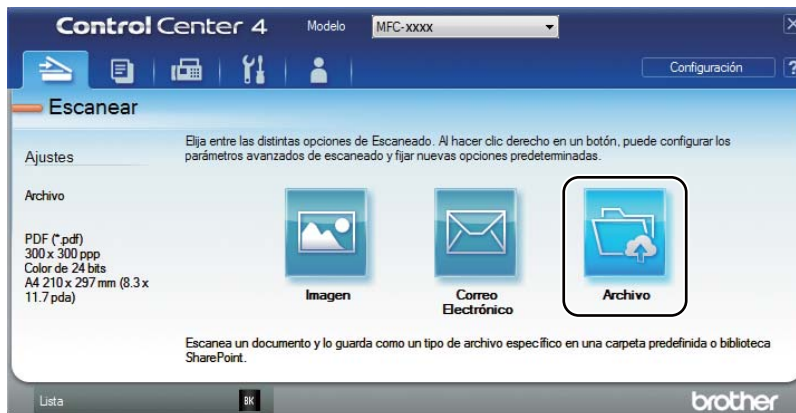 Control Center 4
Modelo
MFC-xxxx
Configuración
?
Escanear
Ajustes
Archivo
PDF (*.pdf)
300 x 300 ppp
Color de 24 bits
A4 210 x 297 mm (8.3 x
11.7 pda)
Elija entre las distintas opciones de Escaneado. Al hacer clic derecho en un botón, puede configurar los
parámetros avanzados de escaneado y fijar nuevas opciones predeterminadas.
Imagen
Correo
Electrónico
Archivo
Escanea un documento y lo guarda como un tipo de archivo específico en una carpeta predefinida o biblioteca
SharePoint.
Lista
BK
brother